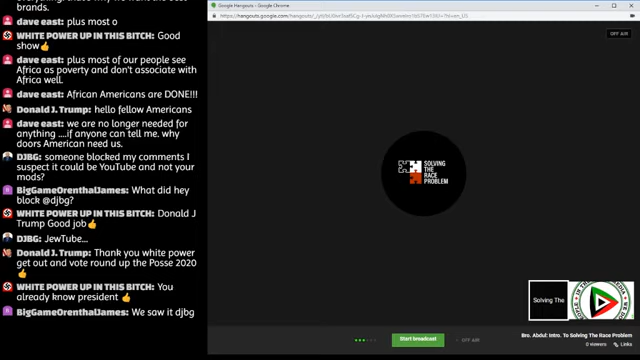 brands.
dave east: plus most o
WHITE POWER UP IN THIS BITCH: Good
show👍
dave east: plus most of our people see
Africa as poverty and don't associate with
Africa well.
dave east: African Americans are DONE!!!
Donald J. Trump: hello fellow Americans
dave east: we are no longer needed for
anything ....if anyone can tell me. why
doors American need us.
DJBG: someone blocked my comments I
suspect it could be YouTube and not your
mods?
BigGameOrenthalJames: What did hey
block @djbg?
WHITE POWER UP IN THIS BITCH: Donald J
Trump Good job👍
DJBG: JewTube...
Donald J. Trump: Thank you white power
get out and vote round up the Posse 2020
👍
WHITE POWER UP IN THIS BITCH: You
already know president 👍
BigGameOrenthalJames: We saw it djbg
Google Hangouts - Google Chrome
OFF AIR
SOLVING
THE
RACE
PROBLEM
Solving The
Bro. Abdul: Intro. To Solving The Race Problem
0 viewers
Links
Start broadcast
OFF AIR